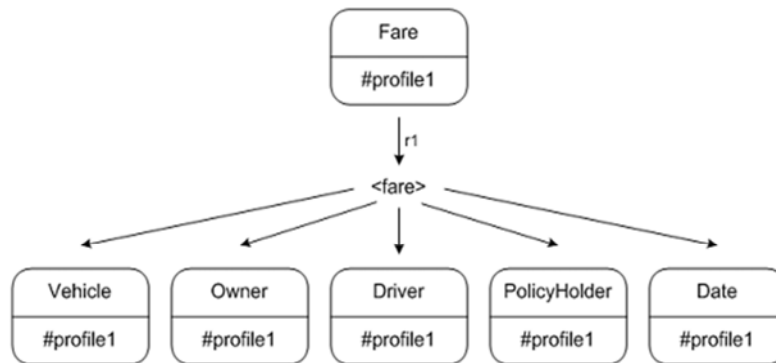 Fare
#profile1
r1
<fare>
Vehicle
Owner
Driver
PolicyHolder
Date
#profile1
#profile1
#profile1
#profile1
#profile1